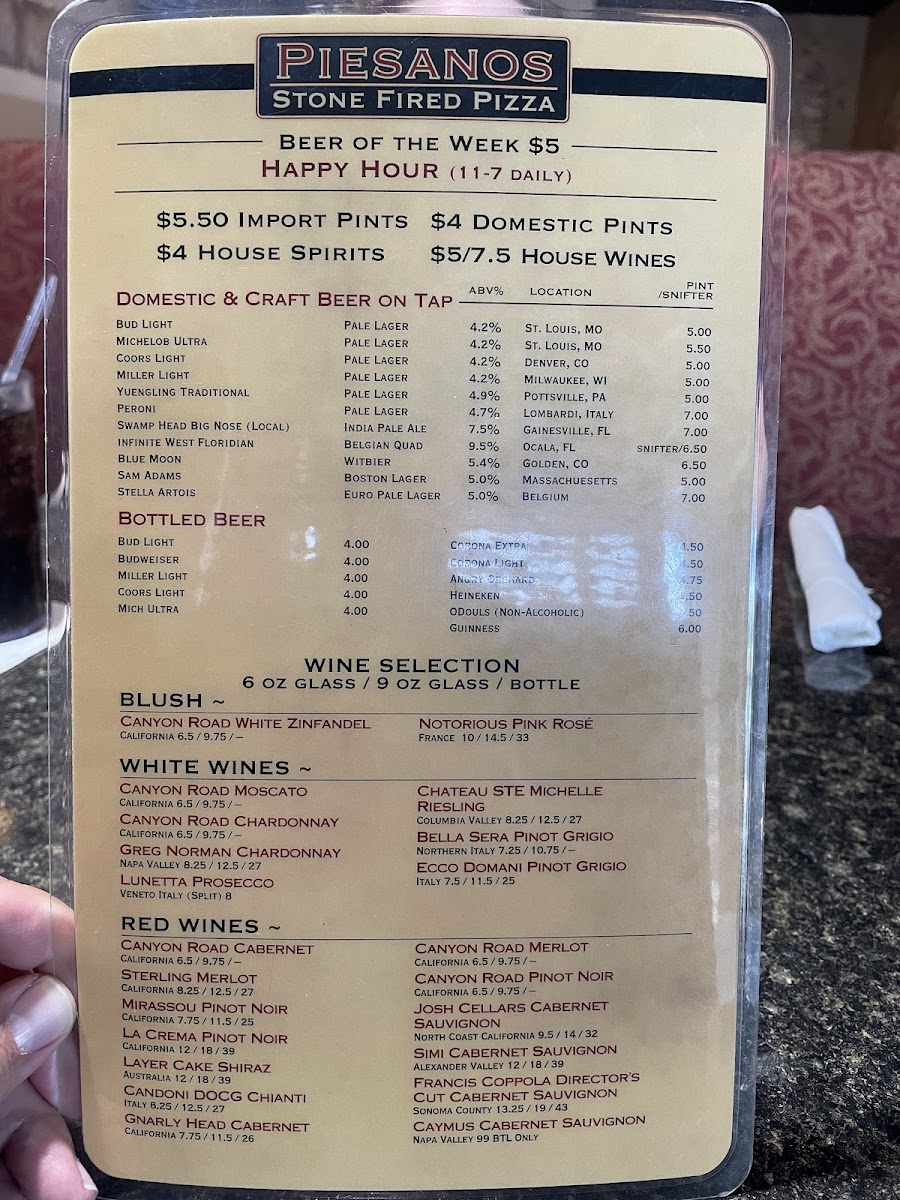 PIESANOS
STONE FIRED PIZZA
BEER OF THE WEEK $5
HAPPY HOUR (11-7 DAILY)
$5.50 IMPORT PINTS $4 DOMESTIC PINTS
$4 HOUSE SPIRITS $5/7.5 HOUSE WINES
DOMESTIC & CRAFT BEER ON TAP ABV% LOCATION PINT /SNIFTER
BUD LIGHT PALE LAGER 4.2% ST. LOUIS, MO 5.00
MICHELOB ULTRA PALE LAGER 4.2% ST. LOUIS, MO 5.50
COORS LIGHT PALE LAGER 4.2% DENVER, CO 5.00
MILLER LIGHT PALE LAGER 4.2% MILWAUKEE, WI 5.00
YUENGLING TRADITIONAL PALE LAGER 4.9% POTTSVILLE, PA 5.00
PERONI PALE LAGER 4.7% LOMBARDI, ITALY 7.00
SWAMP HEAD BIG NOSE (LOCAL) INDIA PALE ALE 7.5% GAINESVILLE, FL 7.00
INFINITE WEST FLORIDIAN BELGIAN QUAD 9.5% OCALA, FL SNIFTER/6.50
BLUE MOON WITBIER 5.4% GOLDEN, CO 6.50
SAM ADAMS BOSTON LAGER 5.0% MASSACHUESETTS 5.00
STELLA ARTOIS EURO PALE LAGER 5.0% BELGIUM 7.00
BOTTLED BEER
BUD LIGHT 4.00 CORONA EXTRA
BUDWEISER 4.00 CORONA LIGHT
MILLER LIGHT 4.00 ANGRY ORCHARD
COORS LIGHT 4.00 HEINEKEN
MICH ULTRA 4.00 ODOULS (NON-ALCOHOLIC)
GUINNESS 6.00
WINE SELECTION
6 OZ GLASS / 9 OZ GLASS / BOTTLE
BLUSH ~
CANYON ROAD WHITE ZINFANDEL
CALIFORNIA 6.5 / 9.75 / –
NOTORIOUS PINK ROSÉ
FRANCE 10 / 14.5 / 33
WHITE WINES ~
CANYON ROAD MOSCATO
CALIFORNIA 6.5 / 9.75 / –
CANYON ROAD CHARDONNAY
CALIFORNIA 6.5 / 9.75 / –
GREG NORMAN CHARDONNAY
NAPA VALLEY 8.25 / 12.5 / 27
LUNETTA PROSECCO
VENETO ITALY (SPLIT) 8
CHATEAU STE MICHELLE
RIESLING
COLUMBIA VALLEY 8.25 / 12.5 / 27
BELLA SERA PINOT GRIGIO
NORTHERN ITALY 7.25 / 10.75 / –
ECCO DOMANI PINOT GRIGIO
ITALY 7.5 / 11.5 / 25
RED WINES ~
CANYON ROAD CABERNET
CALIFORNIA 6.5 / 9.75 / –
STERLING MERLOT
CALIFORNIA 8.25 / 12.5 / 27
MIRASSOU PINOT NOIR
CALIFORNIA 7.75 / 11.5 / 25
LA CREMA PINOT NOIR
CALIFORNIA 12 / 18 / 39
LAYER CAKE SHIRAZ
AUSTRALIA 12 / 18 / 39
CANDONI DOCG CHIANTI
ITALY 8.25 / 12.5 / 27
GNARLY HEAD CABERNET
CALIFORNIA 7.75 / 11.5 / 26
CANYON ROAD MERLOT
CALIFORNIA 6.5 / 9.75 / –
CANYON ROAD PINOT NOIR
CALIFORNIA 6.5 / 9.75 / –
JOSH CELLARS CABERNET
SAUVIGNON
NORTH COAST CALIFORNIA 9.5 / 14 / 32
SIMI CABERNET SAUVIGNON
ALEXANDER VALLEY 12 / 18 / 39
FRANCIS COPPOLA DIRECTOR'S
CUT CABERNET SAUVIGNON
SONOMA COUNTY 13.25 / 19 / 43
CAYMUS CABERNET SAUVIGNON
NAPA VALLEY 99 BTL ONLY